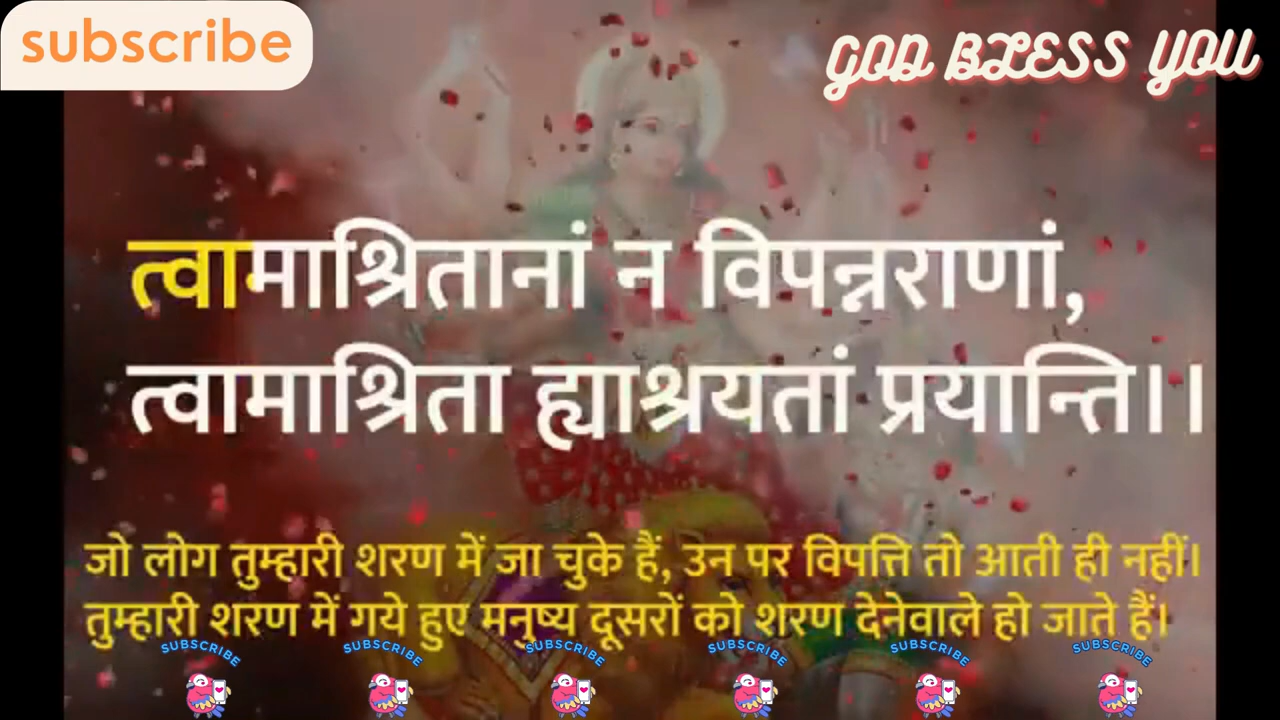 subscribe
GOD BLESS YOU
त्वामाश्रितानां न विपन्नराणां,
त्वामाश्रिता ह्याश्रयतां प्रयान्ति।।
जो लोग तुम्हारी शरण में जा चुके हैं, उन पर विपत्ति तो आती ही नहीं।
तुम्हारी शरण में गये हुए मनुष्य दूसरों को शरण देनेवाले हो जाते हैं।
SUBSCRIBE SUBSCRIBE SUBSCRIBE SUBSCRIBE SUBSCRIBE SUBSCRIBE